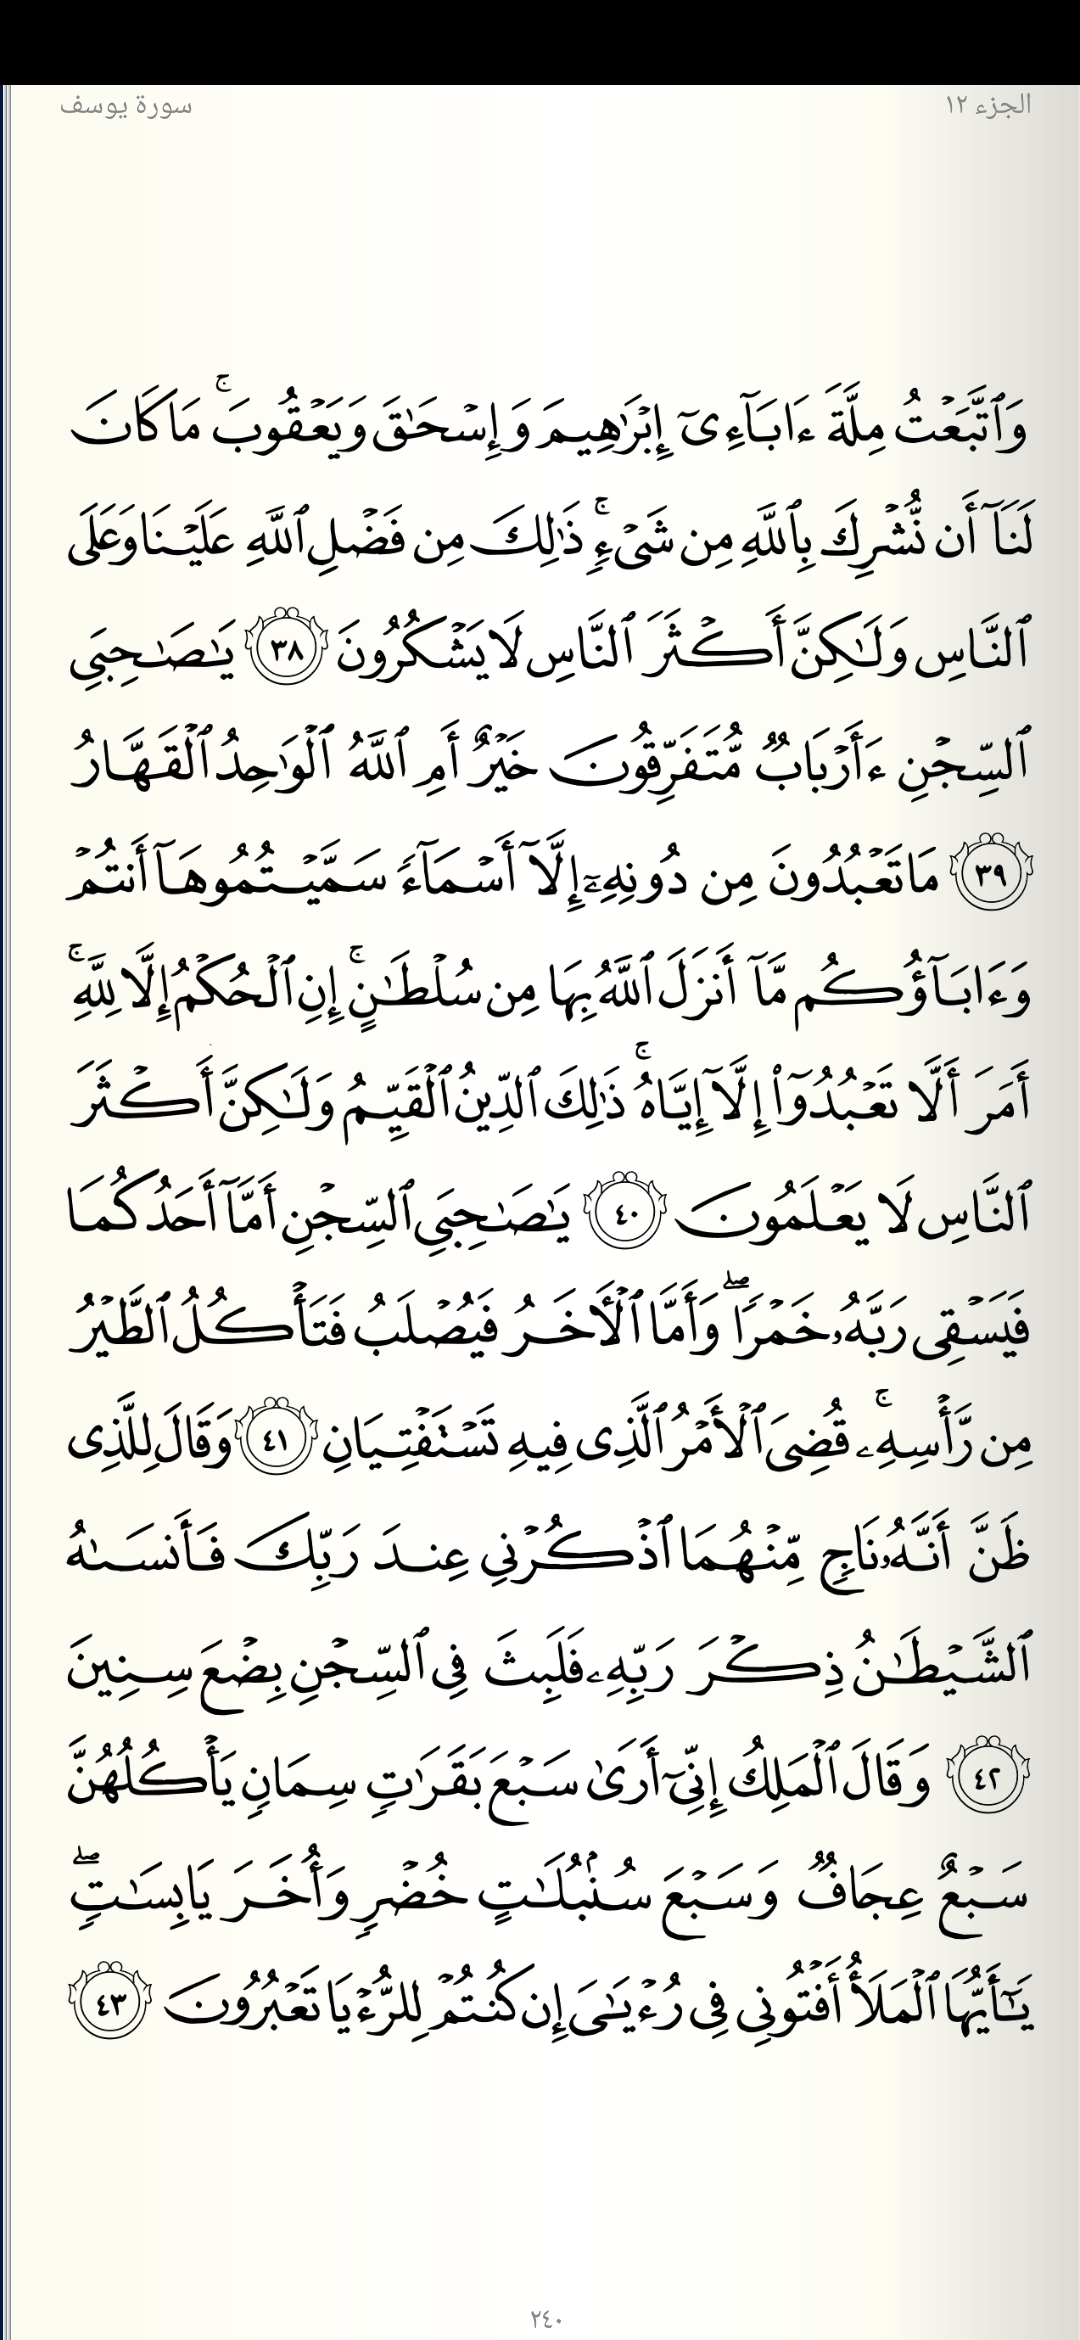 الجزء ١٢
سورة يوسف
وَٱتَّبَعۡتُ مِلَّةَ ءَابَآءِيٓ إِبۡرَٰهِيمَ وَإِسۡحَٰقَ وَيَعۡقُوبَۚ مَا كَانَ
لَنَآ أَن نُّشۡرِكَ بِٱللَّهِ مِن شَيۡءٖۚ ذَٰلِكَ مِن فَضۡلِ ٱللَّهِ عَلَيۡنَا وَعَلَى
ٱلنَّاسِ وَلَٰكِنَّ أَكۡثَرَ ٱلنَّاسِ لَا يَشۡكُرُونَ ٣٨ يَٰصَٰحِبَيِ
ٱلسِّجۡنِ ءَأَرۡبَابٞ مُّتَفَرِّقُونَ خَيۡرٌ أَمِ ٱللَّهُ ٱلۡوَٰحِدُ ٱلۡقَهَّارُ
٣٩ مَا تَعۡبُدُونَ مِن دُونِهِۦٓ إِلَّآ أَسۡمَآءٗ سَمَّيۡتُمُوهَآ أَنتُمۡ
وَءَابَآؤُكُم مَّآ أَنزَلَ ٱللَّهُ بِهَا مِن سُلۡطَٰنٍۚ إِنِ ٱلۡحُكۡمُ إِلَّا لِلَّهِۚ
أَمَرَ أَلَّا تَعۡبُدُوٓاْ إِلَّآ إِيَّاهُۚ ذَٰلِكَ ٱلدِّينُ ٱلۡقَيِّمُ وَلَٰكِنَّ أَكۡثَرَ
ٱلنَّاسِ لَا يَعۡلَمُونَ ٤٠ يَٰصَٰحِبَيِ ٱلسِّجۡنِ أَمَّآ أَحَدُكُمَا
فَيَسۡقِي رَبَّهُۥ خَمۡرٗاۖ وَأَمَّا ٱلۡأٓخَرُ فَيُصۡلَبُ فَتَأۡكُلُ ٱلطَّيۡرُ
مِن رَّأۡسِهِۦۚ قُضِيَ ٱلۡأَمۡرُ ٱلَّذِي فِيهِ تَسۡتَفۡتِيَانِ ٤١ وَقَالَ لِلَّذِي
ظَنَّ أَنَّهُۥ نَاجٖ مِّنۡهُمَا ٱذۡكُرۡنِي عِندَ رَبِّكَ فَأَنسَىٰهُ
ٱلشَّيۡطَٰنُ ذِكۡرَ رَبِّهِۦ فَلَبِثَ فِي ٱلسِّجۡنِ بِضۡعَ سِنِينَ
٤٢ وَقَالَ ٱلۡمَلِكُ إِنِّيٓ أَرَىٰ سَبۡعَ بَقَرَٰتٖ سِمَانٖ يَأۡكُلُهُنَّ
سَبۡعٌ عِجَافٞ وَسَبۡعَ سُنۢبُلَٰتٍ خُضۡرٖ وَأُخَرَ يَابِسَٰتٖۖ
يَٰٓأَيُّهَا ٱلۡمَلَأُ أَفۡتُونِي فِي رُءۡيَٰيَ إِن كُنتُمۡ لِلرُّءۡيَا تَعۡبُرُونَ ٤٣
٢٤٠